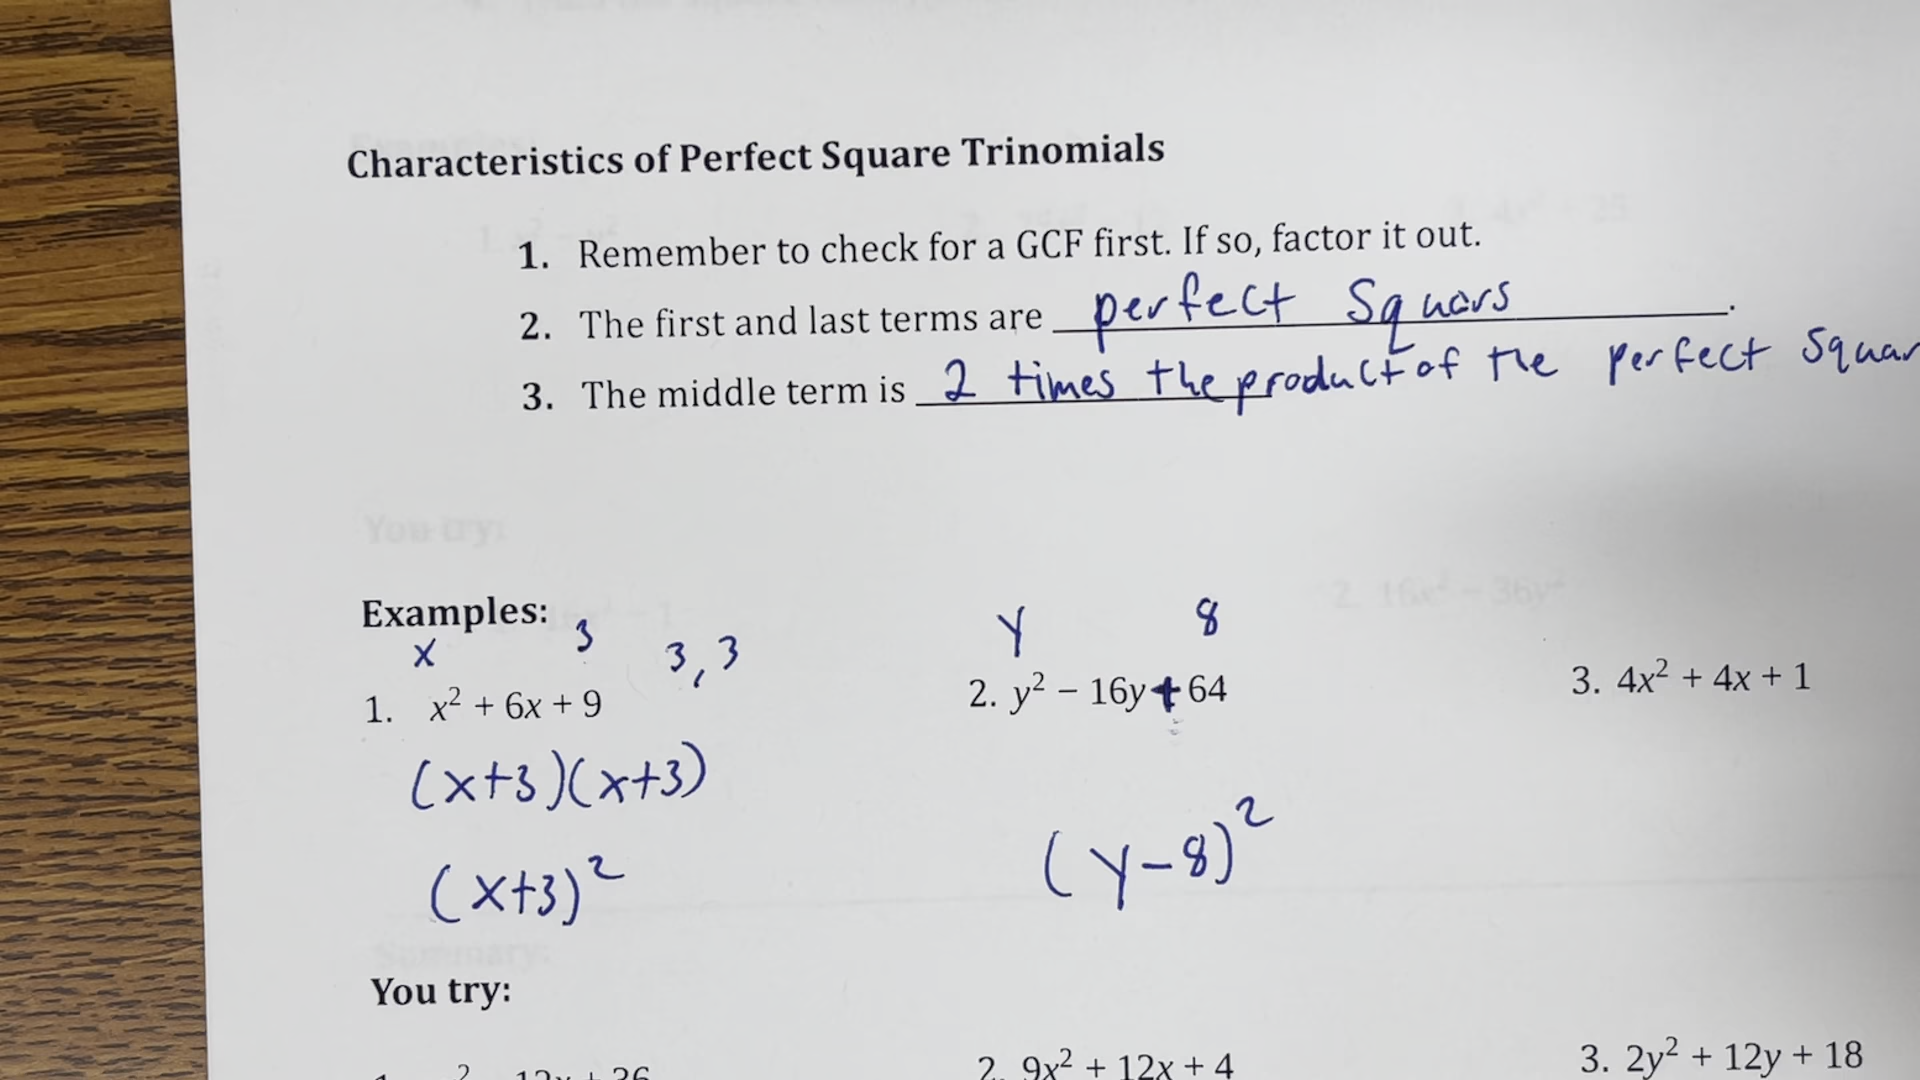 Characteristics of Perfect Square Trinomials
1. Remember to check for a GCF first. If so, factor it out.
2. The first and last terms are perfect Squars.
3. The middle term is 2 times the product of the perfect Squar
You try:
Examples:
x 3 3,3
y 8
1. x² + 6x + 9
2. y² – 16y + 64
3. 4x² + 4x + 1
(x+3)(x+3)
(x+3)²
(y-8)²
Summary:
You try:
2. 9x² + 12x + 4
3. 2y² + 12y + 18